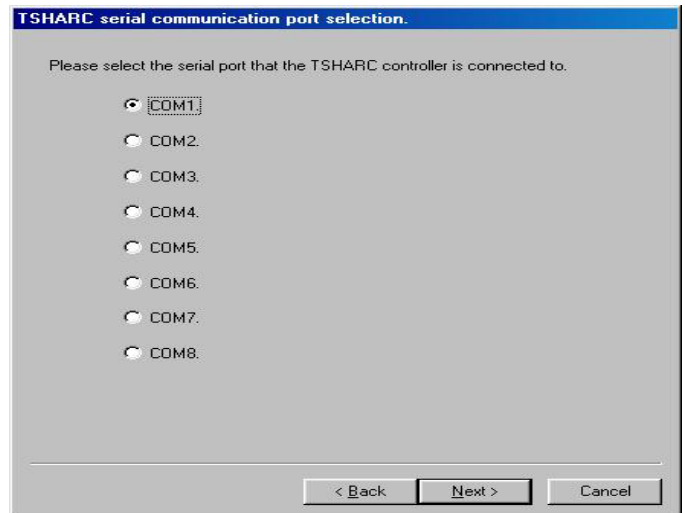 TSHARC serial communication port selection.
Please select the serial port that the TSHARC controller is connected to.
COM1.
COM2.
COM3.
COM4.
COM5.
COM6.
COM7.
COM8.
< Back Next > Cancel